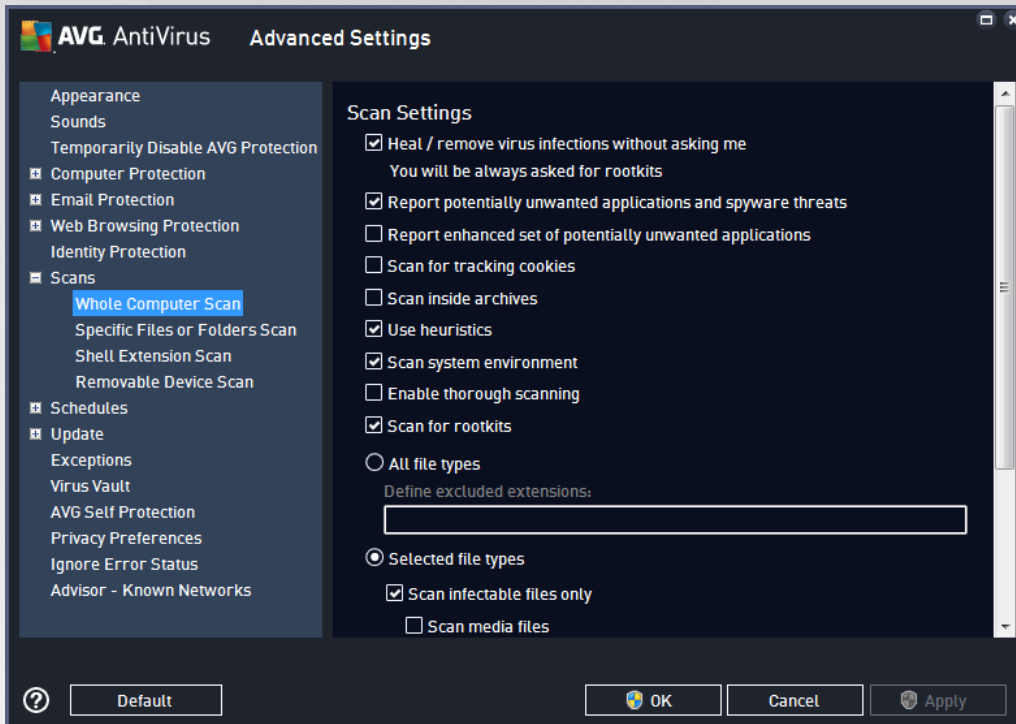 AVG AntiVirus Advanced Settings
Appearance
Sounds
Temporarily Disable AVG Protection
Computer Protection
Email Protection
Web Browsing Protection
Identity Protection
Scans
Whole Computer Scan
Specific Files or Folders Scan
Shell Extension Scan
Removable Device Scan
Schedules
Update
Exceptions
Virus Vault
AVG Self Protection
Privacy Preferences
Ignore Error Status
Advisor - Known Networks
Scan Settings
Heal / remove virus infections without asking me
You will be always asked for rootkits
Report potentially unwanted applications and spyware threats
Report enhanced set of potentially unwanted applications
Scan for tracking cookies
Scan inside archives
Use heuristics
Scan system environment
Enable thorough scanning
Scan for rootkits
All file types
Define excluded extensions:
Selected file types
Scan infectable files only
Scan media files
? Default OK Cancel Apply